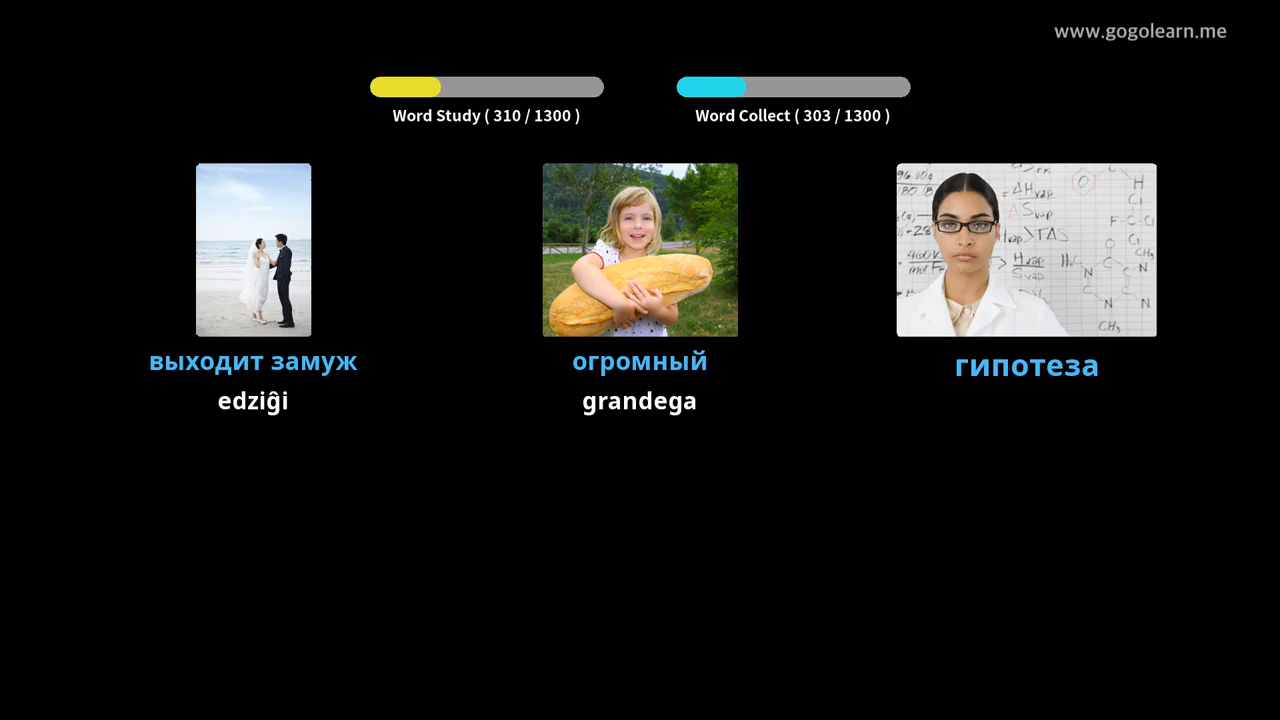 www.gogolearn.me
Word Study ( 310 / 1300 )
Word Collect ( 303 / 1300 )
выходит замуж
edziĝi
огромный
grandega
гипотеза